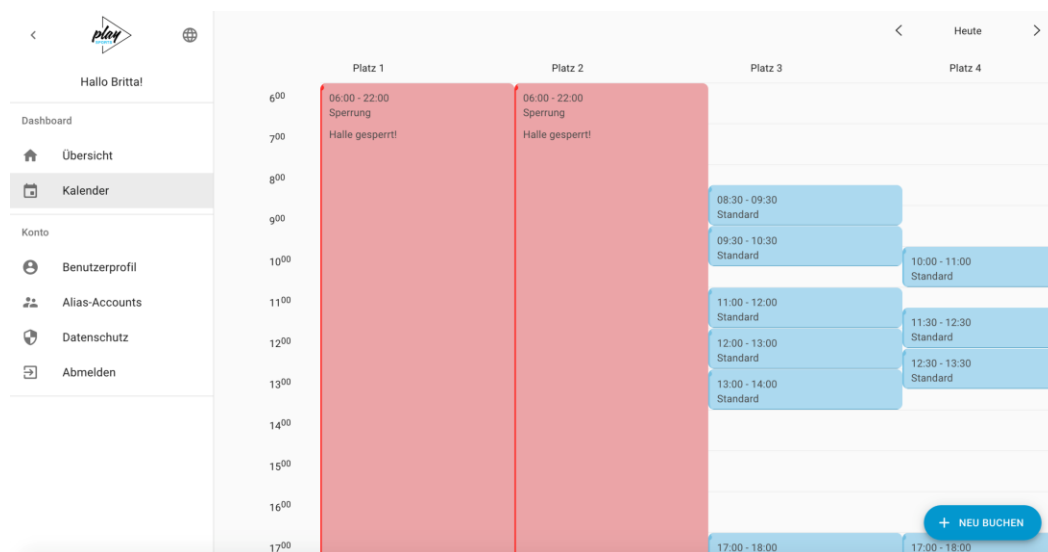 play
Hallo Britta!
Dashboard
Übersicht
Kalender
Konto
Benutzerprofil
Alias-Accounts
Datenschutz
Abmelden
Heute
Platz 1
Platz 2
Platz 3
Platz 4
6⁰⁰
7⁰⁰
8⁰⁰
9⁰⁰
10⁰⁰
11⁰⁰
12⁰⁰
13⁰⁰
14⁰⁰
15⁰⁰
16⁰⁰
17⁰⁰
06:00 - 22:00
Sperrung
Halle gesperrt!
06:00 - 22:00
Sperrung
Halle gesperrt!
08:30 - 09:30
Standard
09:30 - 10:30
Standard
11:00 - 12:00
Standard
12:00 - 13:00
Standard
13:00 - 14:00
Standard
17:00 - 18:00
10:00 - 11:00
Standard
11:30 - 12:30
Standard
12:30 - 13:30
Standard
17:00 - 18:00
+ NEU BUCHEN